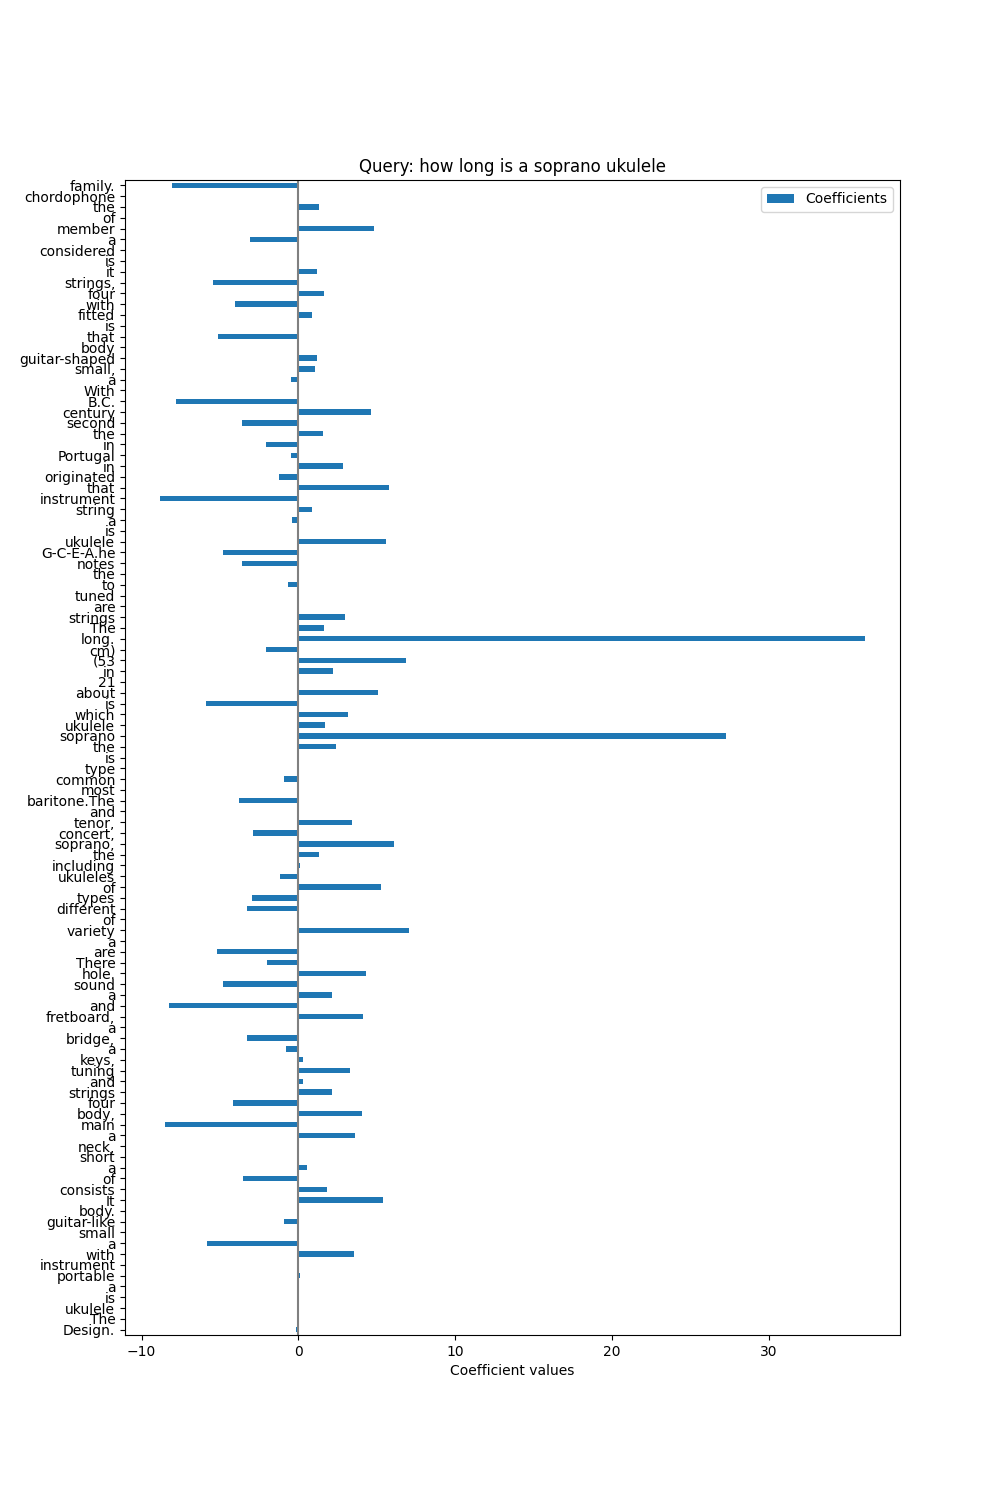 Query: how long is a soprano ukulele
Coefficients
family.
chordophone
the
of
member
a
considered
is
it
strings,
four
with
fitted
is
that
body
guitar-shaped
small,
a
With
B.C.
century
second
the
in
Portugal
in
originated
that
instrument
string
a
is
ukulele
G-C-E-A.he
notes
the
to
tuned
are
strings
The
long.
cm)
(53
in
21
about
is
which
ukulele
soprano
the
is
type
common
most
baritone.The
and
tenor,
concert,
soprano,
the
including
ukuleles
of
types
different
of
variety
a
are
There
hole.
sound
a
and
fretboard,
a
bridge,
a
keys,
tuning
and
strings
four
body,
main
a
neck,
short
a
of
consists
It
body.
guitar-like
small
a
with
instrument
portable
a
is
ukulele
The
Design.
−10 0 10 20 30
Coefficient values